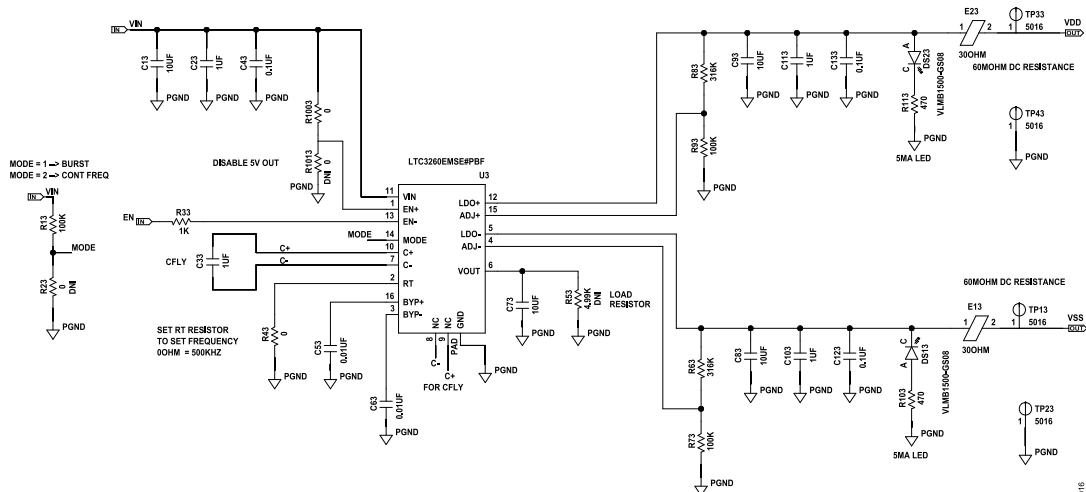 IN VIN
C13 10UF
C23 1UF
C43 0.1UF
PGND
PGND
PGND
R1003 0
R1013 0 DNI
PGND
DISABLE 5V OUT
MODE = 1 -> BURST
MODE = 2 -> CONT FREQ
VIN
IN
R13 100K
MODE
R23 0 DNI
PGND
EN IN
R33
1K
CFLY
C33 1UF
C+
C-
MODE
SET RT RESISTOR
TO SET FREQUENCY
0OHM = 500KHZ
R43 0
PGND
C53 0.01UF
PGND
C63 0.01UF
PGND
LTC3260EMSE#PBF
U3
11 VIN
1 EN+
13 EN-
14 MODE
10 C+
7 C-
2 RT
16 BYP+
3 BYP-
12 LDO+
15 ADJ+
5 LDO-
4 ADJ-
6 VOUT
NC NC GND
8 9 PAD
C-
C+
FOR CFLY
PGND
C73 10UF
PGND
R53 4.99K DNI
PGND
LOAD
RESISTOR
R83 316K
R93 100K
PGND
C93 10UF
C113 1UF
C133 0.1UF
PGND
PGND
PGND
A
C
DS23
VLMB1500-GS08
R113 470
PGND
5MA LED
E23
1 2
30OHM
60MOHM DC RESISTANCE
TP33
1 5016
VDD
OUT
TP43
1 5016
PGND
R63 316K
R73 100K
PGND
C83 10UF
C103 1UF
C123 0.1UF
PGND
PGND
PGND
C
A
DS13
VLMB1500-GS08
R103 470
PGND
5MA LED
60MOHM DC RESISTANCE
E13
1 2
30OHM
TP13
1 5016
VSS
OUT
TP23
1 5016
PGND